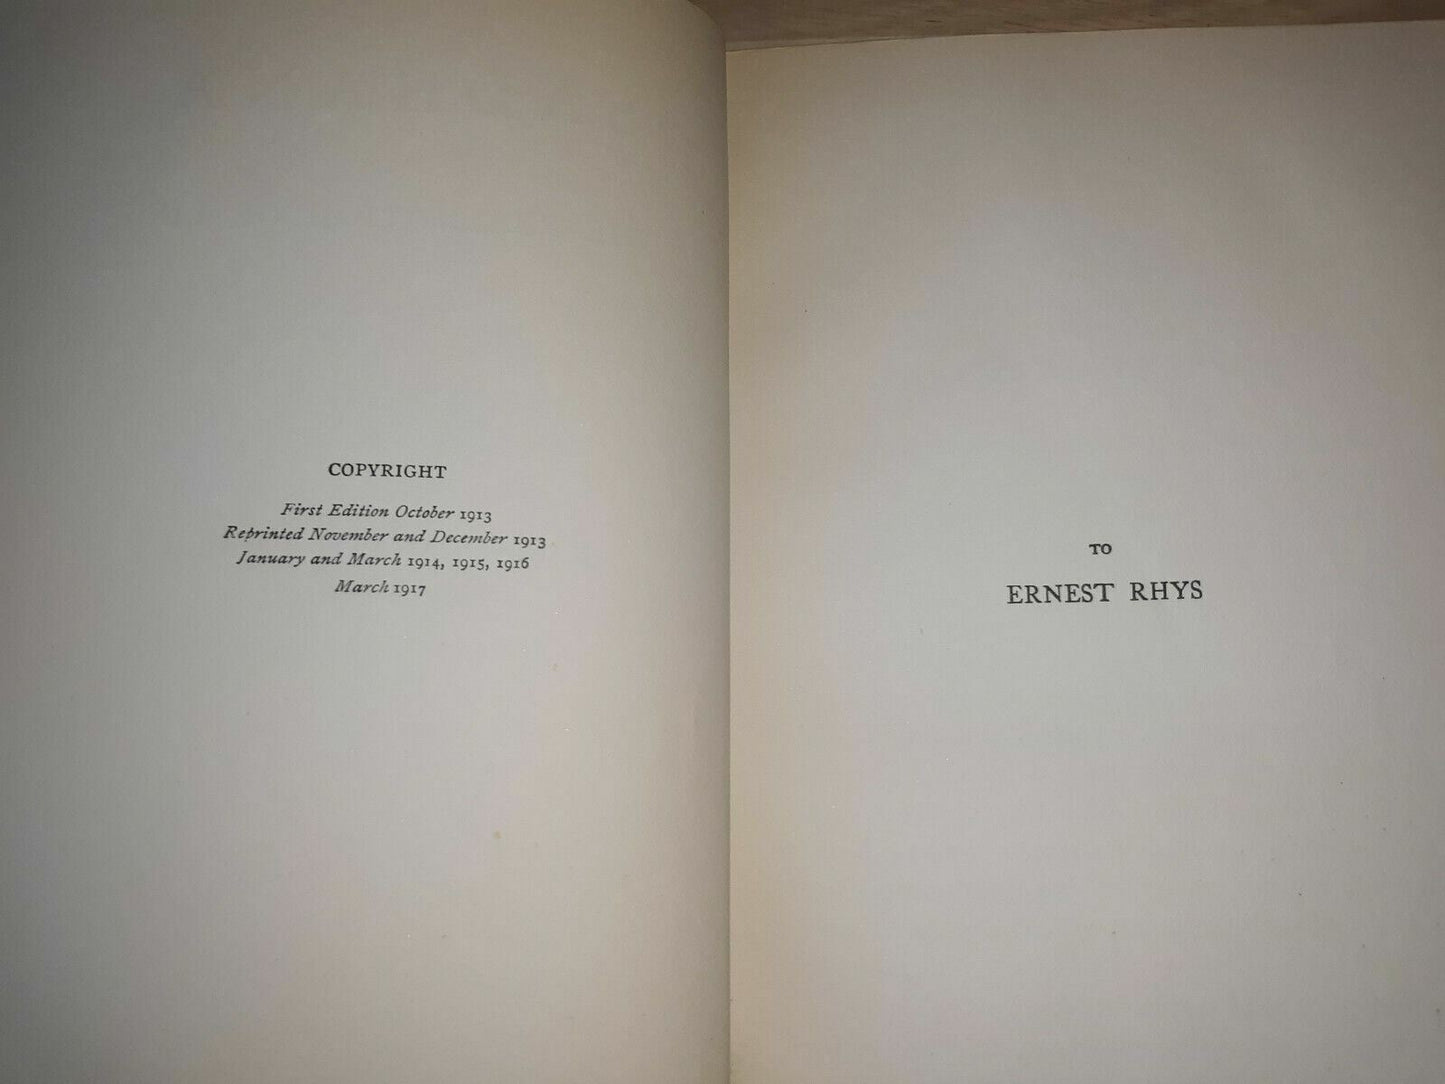 COPYRIGHT
First Edition October 1913
Reprinted November and December 1913
January and March 1914, 1915, 1916
March 1917
TO
ERNEST RHYS